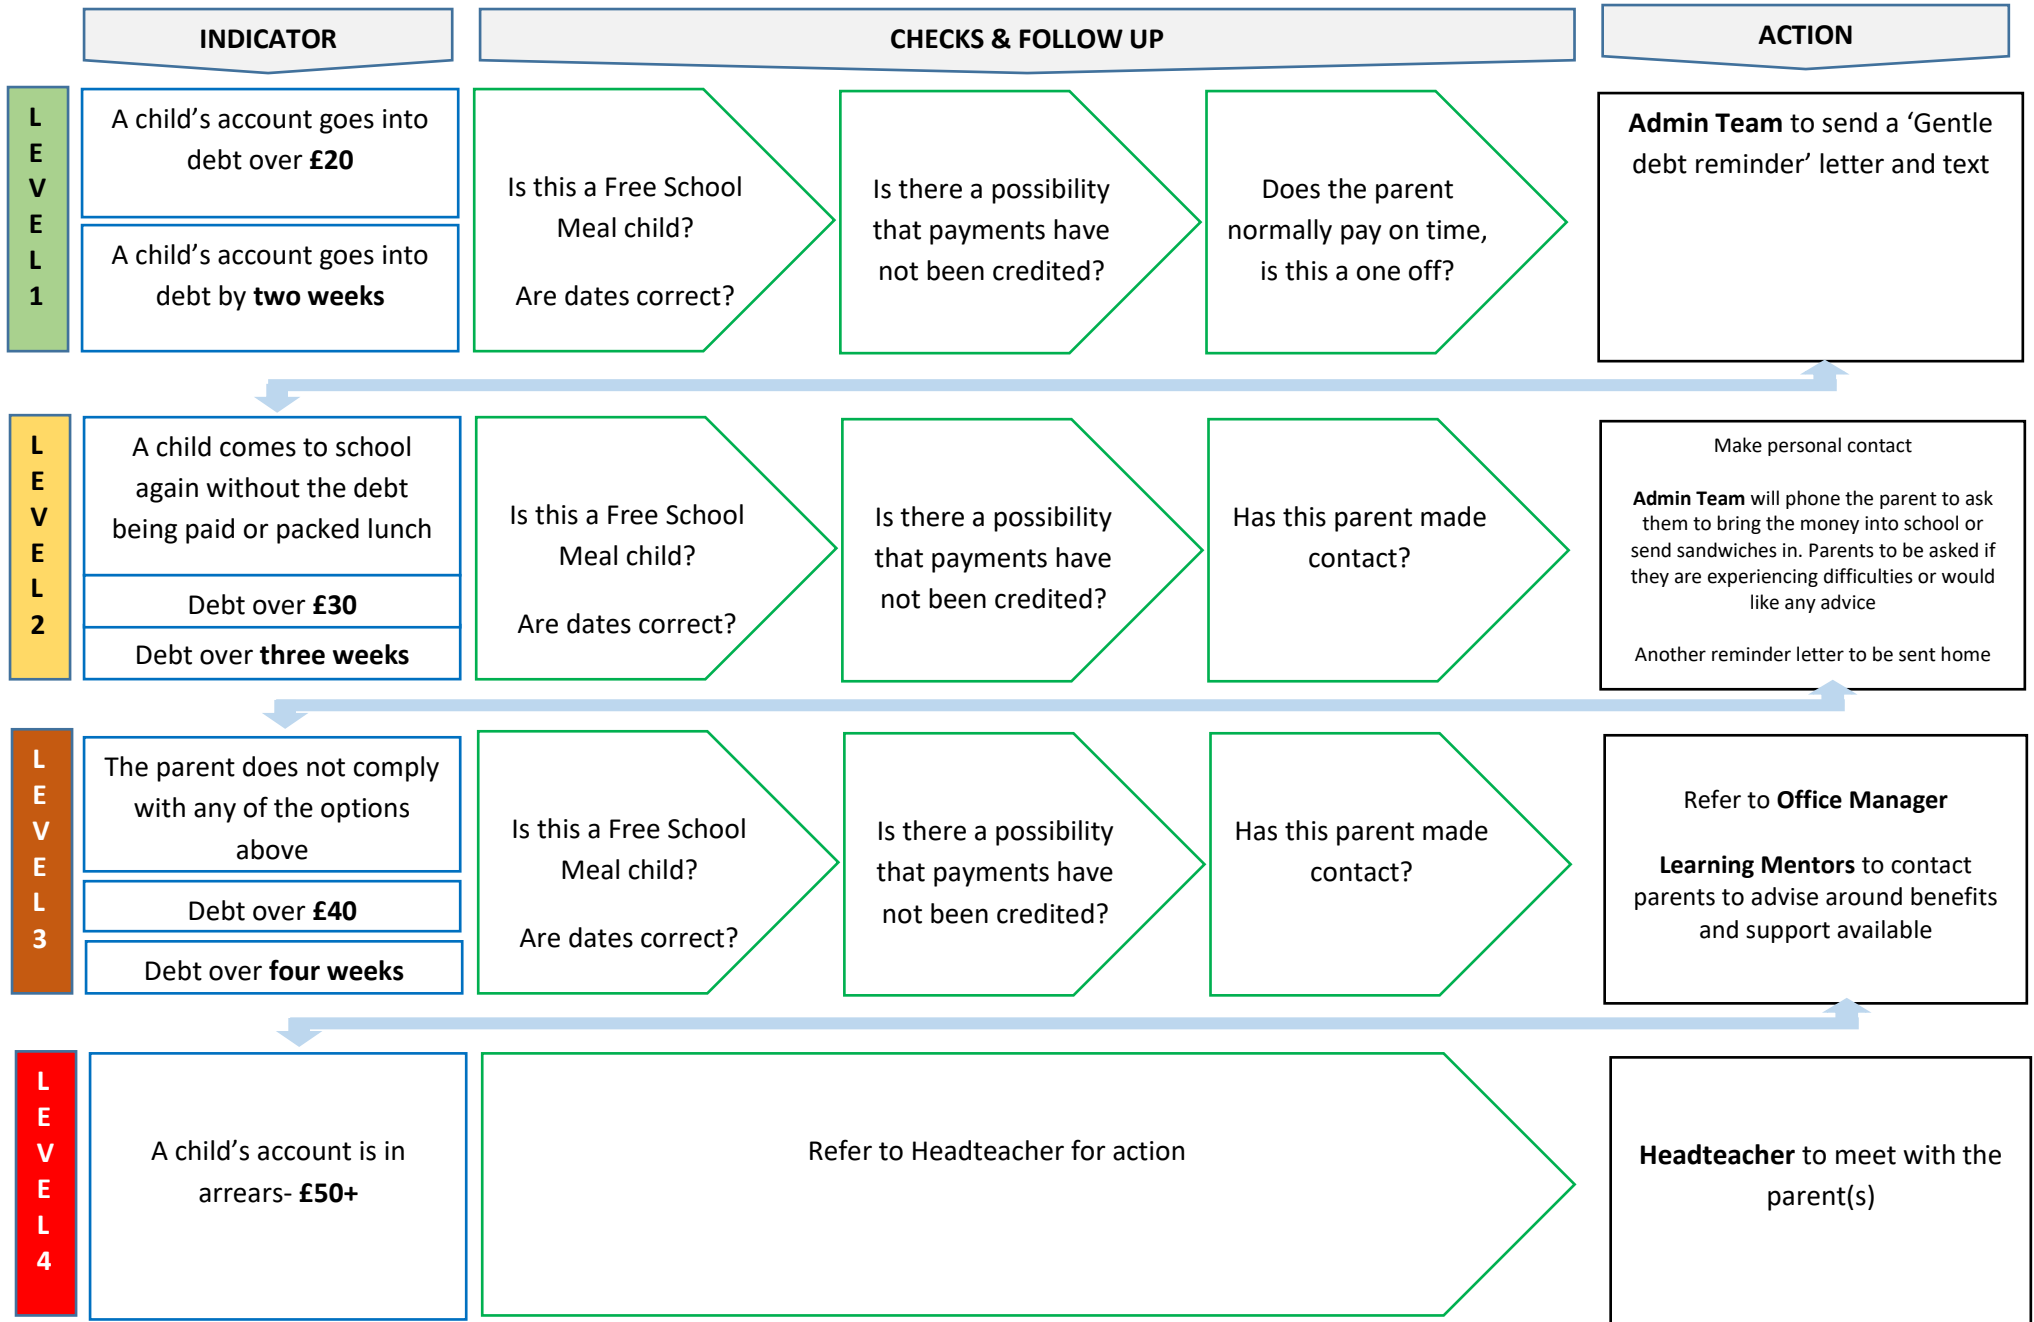 INDICATOR
CHECKS & FOLLOW UP
ACTION
L
E
V
E
L
1
A child’s account goes into
debt over £20
A child’s account goes into
debt by two weeks
Is this a Free School
Meal child?
Are dates correct?
Is there a possibility
that payments have
not been credited?
Does the parent
normally pay on time,
is this a one off?
Admin Team to send a ‘Gentle
debt reminder’ letter and text
L
E
V
E
L
2
A child comes to school
again without the debt
being paid or packed lunch
Debt over £30
Debt over three weeks
Is this a Free School
Meal child?
Are dates correct?
Is there a possibility
that payments have
not been credited?
Has this parent made
contact?
Make personal contact
Admin Team will phone the parent to ask
them to bring the money into school or
send sandwiches in. Parents to be asked if
they are experiencing difficulties or would
like any advice
Another reminder letter to be sent home
L
E
V
E
L
3
The parent does not comply
with any of the options
above
Debt over £40
Debt over four weeks
Is this a Free School
Meal child?
Are dates correct?
Is there a possibility
that payments have
not been credited?
Has this parent made
contact?
Refer to Office Manager
Learning Mentors to contact
parents to advise around benefits
and support available
L
E
V
E
L
4
A child’s account is in
arrears- £50+
Refer to Headteacher for action
Headteacher to meet with the
parent(s)